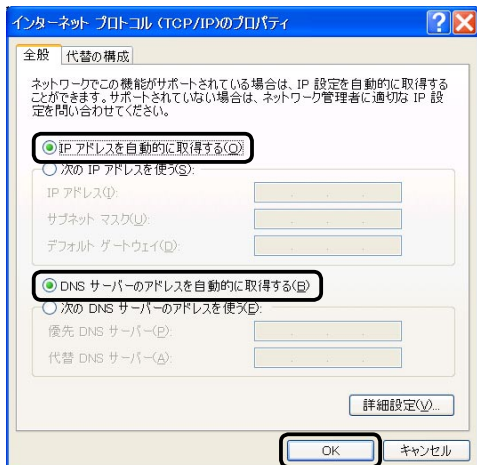 インターネット プロトコル (TCP/IP)のプロパティ
全般
代替の構成
ネットワークでこの機能がサポートされている場合は、IP 設定を自動的に取得する
ことができます。サポートされていない場合は、ネットワーク管理者に適切な IP 設
定を問い合わせてください。
IP アドレスを自動的に取得する(O)
次の IP アドレスを使う(S):
IP アドレス(I):
サブネット マスク(U):
デフォルト ゲートウェイ(D):
DNS サーバーのアドレスを自動的に取得する(B)
次の DNS サーバーのアドレスを使う(E):
優先 DNS サーバー(P):
代替 DNS サーバー(A):
詳細設定(V)...
OK
キャンセル